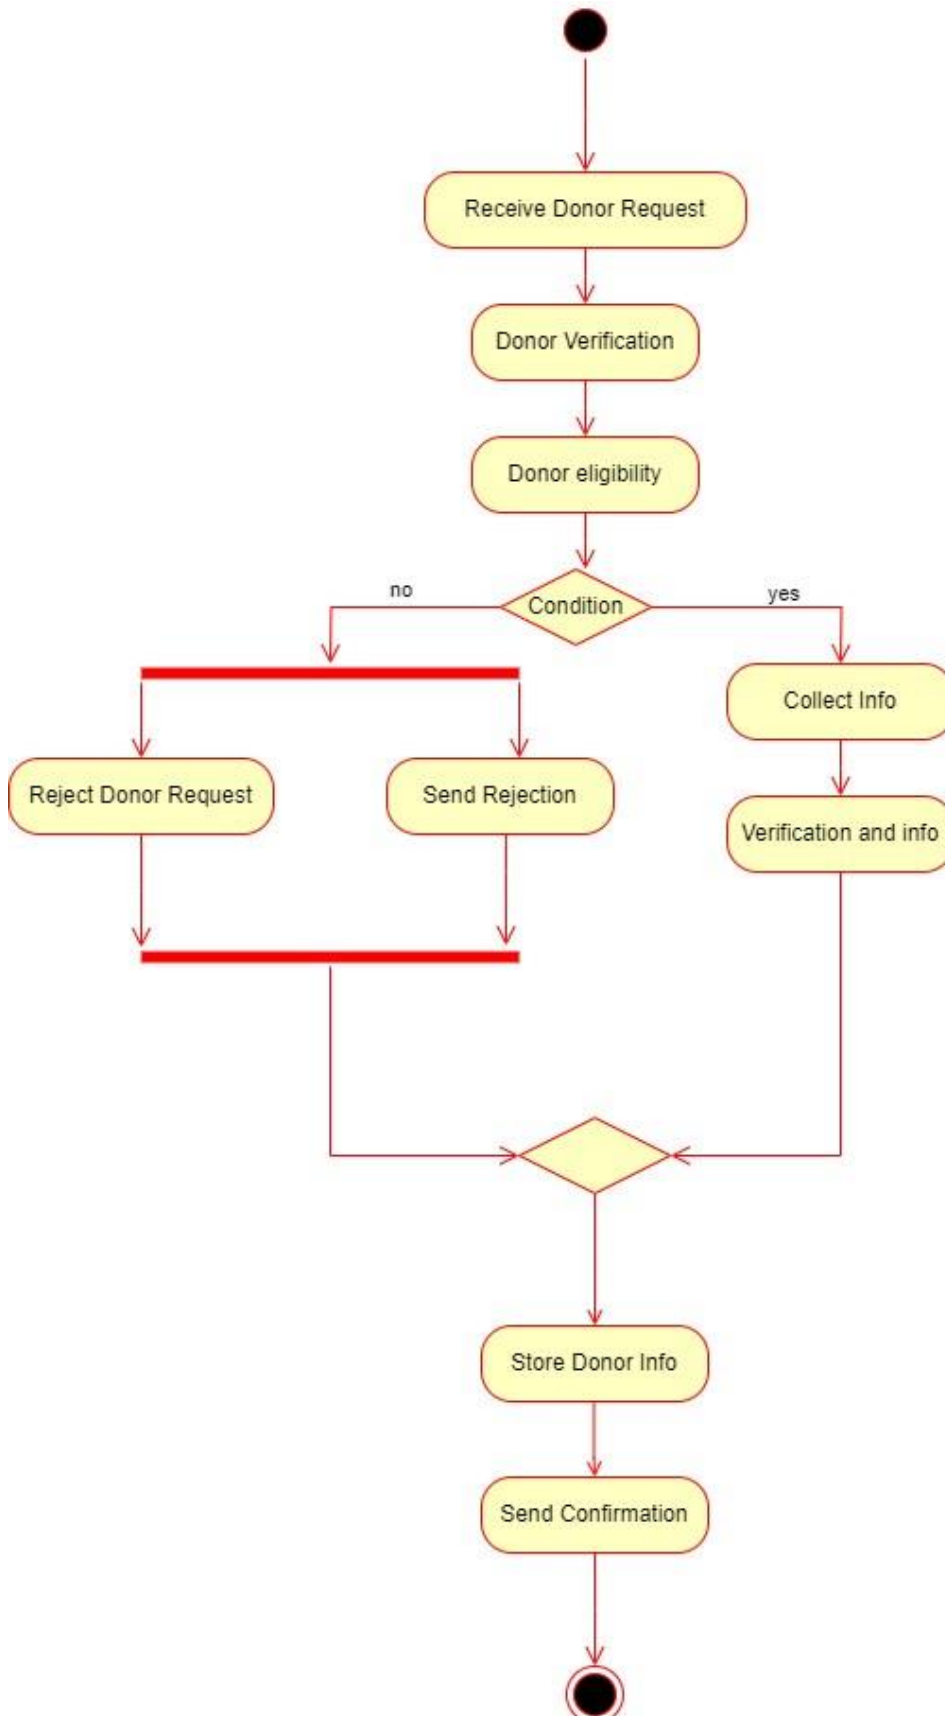 Receive Donor Request
Donor Verification
Donor eligibility
no
Condition
yes
Collect Info
Reject Donor Request
Send Rejection
Verification and info
Store Donor Info
Send Confirmation